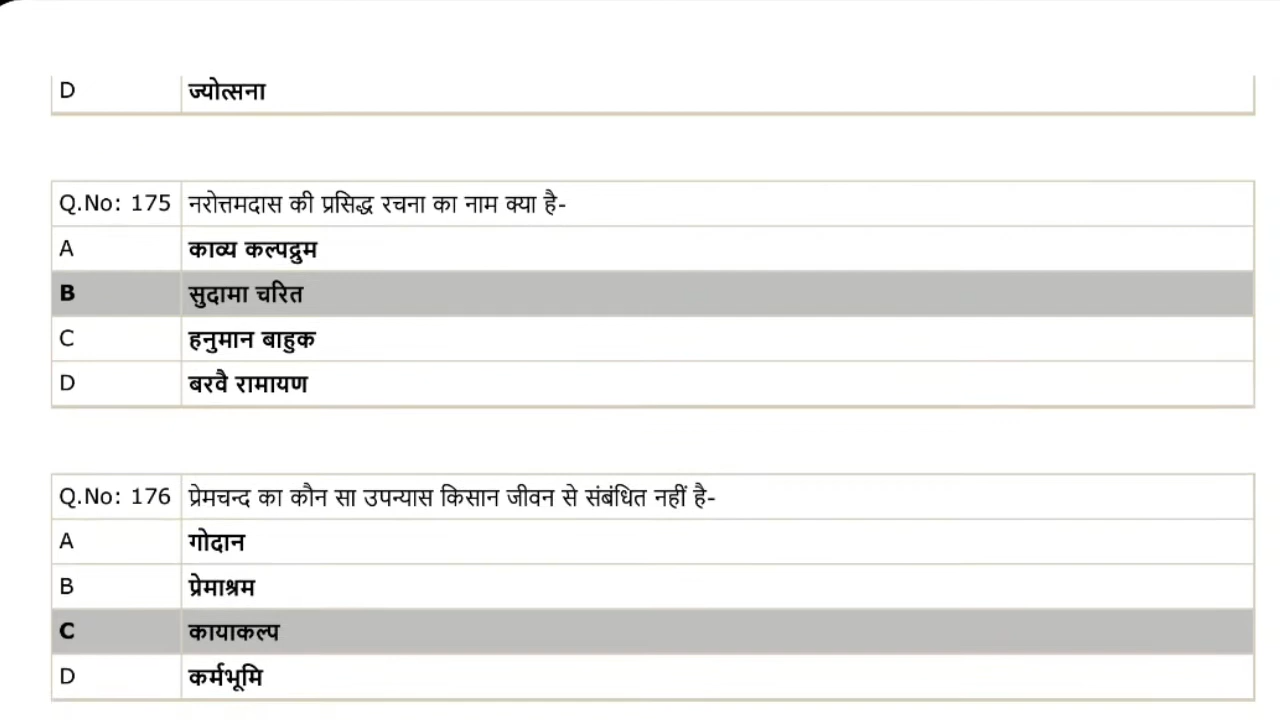 D ज्योत्सना
Q.No: 175 नरोत्तमदास की प्रसिद्ध रचना का नाम क्या है-
A काव्य कल्पद्रुम
B सुदामा चरित
C हनुमान बाहुक
D बरवै रामायण
Q.No: 176 प्रेमचन्द का कौन सा उपन्यास किसान जीवन से संबंधित नहीं है-
A गोदान
B प्रेमाश्रम
C कायाकल्प
D कर्मभूमि